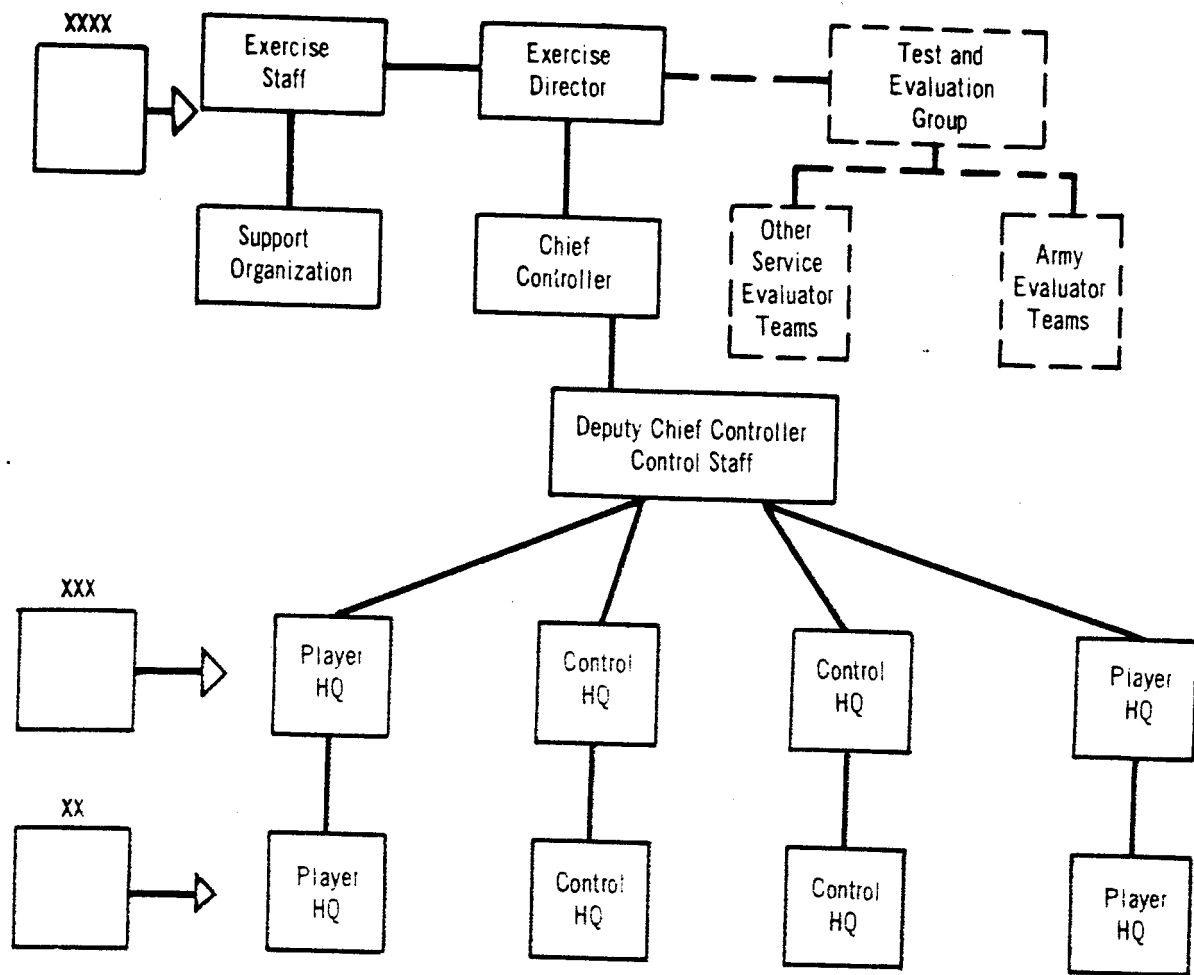 XXXX
Exercise
Staff
Exercise
Director
Test and
Evaluation
Group
Support
Organization
Chief
Controller
Other
Service
Evaluator
Teams
Army
Evaluator
Teams
Deputy Chief Controller
Control Staff
XXX
Player
HQ
Control
HQ
Control
HQ
Player
HQ
XX
Player
HQ
Control
HQ
Control
HQ
Player
HQ